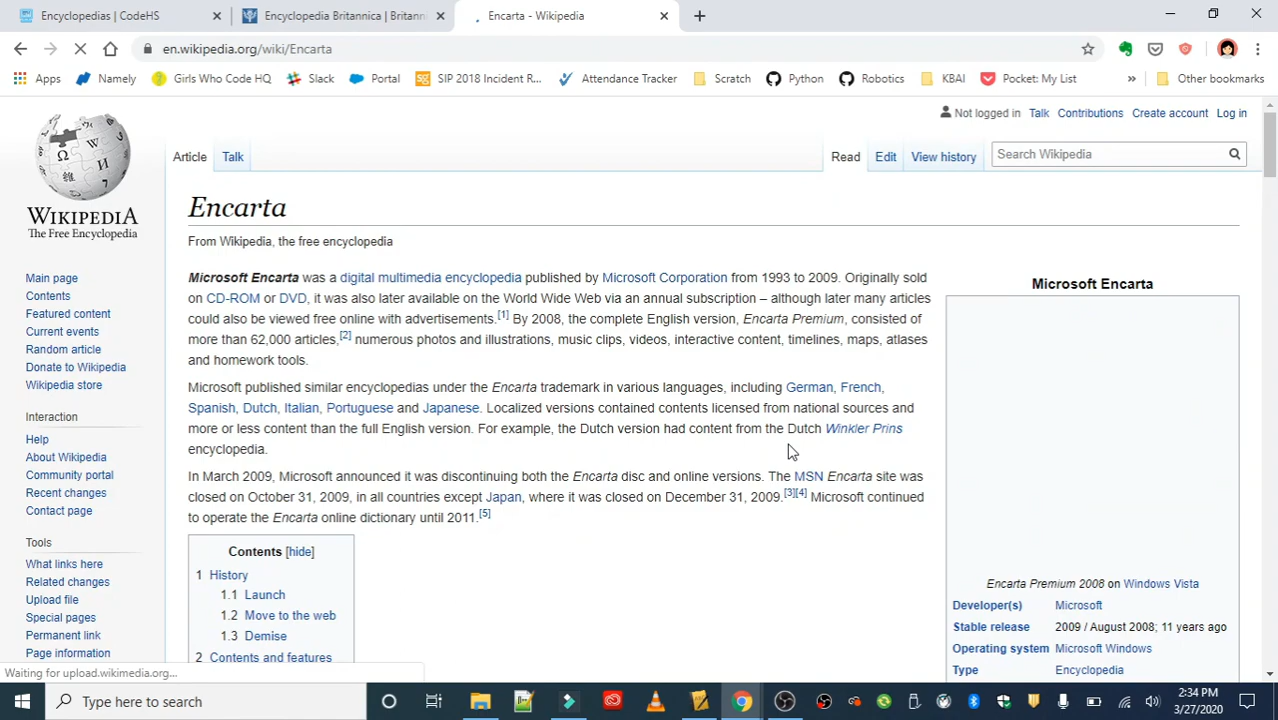 Encyclopedias | CodeHS
Encyclopedia Britannica | Britann
Encarta - Wikipedia
en.wikipedia.org/wiki/Encarta
Apps
Namely
Girls Who Code HQ
Slack
Portal
SIP 2018 Incident R...
Attendance Tracker
Scratch
Python
Robotics
KBAI
Pocket: My List
»
Other bookmarks
Not logged in Talk Contributions Create account Log in
Article Talk
Read Edit View history
Search Wikipedia
WIKIPEDIA
The Free Encyclopedia
Main page
Contents
Featured content
Current events
Random article
Donate to Wikipedia
Wikipedia store
Interaction
Help
About Wikipedia
Community portal
Recent changes
Contact page
Tools
What links here
Related changes
Upload file
Special pages
Permanent link
Page information
Encarta
From Wikipedia, the free encyclopedia
Microsoft Encarta was a digital multimedia encyclopedia published by Microsoft Corporation from 1993 to 2009. Originally sold
on CD-ROM or DVD, it was also later available on the World Wide Web via an annual subscription – although later many articles
could also be viewed free online with advertisements.[1] By 2008, the complete English version, Encarta Premium, consisted of
more than 62,000 articles,[2] numerous photos and illustrations, music clips, videos, interactive content, timelines, maps, atlases
and homework tools.
Microsoft published similar encyclopedias under the Encarta trademark in various languages, including German, French,
Spanish, Dutch, Italian, Portuguese and Japanese. Localized versions contained contents licensed from national sources and
more or less content than the full English version. For example, the Dutch version had content from the Dutch Winkler Prins
encyclopedia.
In March 2009, Microsoft announced it was discontinuing both the Encarta disc and online versions. The MSN Encarta site was
closed on October 31, 2009, in all countries except Japan, where it was closed on December 31, 2009.[3][4] Microsoft continued
to operate the Encarta online dictionary until 2011.[5]
Contents [hide]
1 History
1.1 Launch
1.2 Move to the web
1.3 Demise
2 Contents and features
Microsoft Encarta
Encarta Premium 2008 on Windows Vista
Developer(s) Microsoft
Stable release 2009 / August 2008; 11 years ago
Operating system Microsoft Windows
Type Encyclopedia
Waiting for upload.wikimedia.org...
Type here to search
2:34 PM
3/27/2020